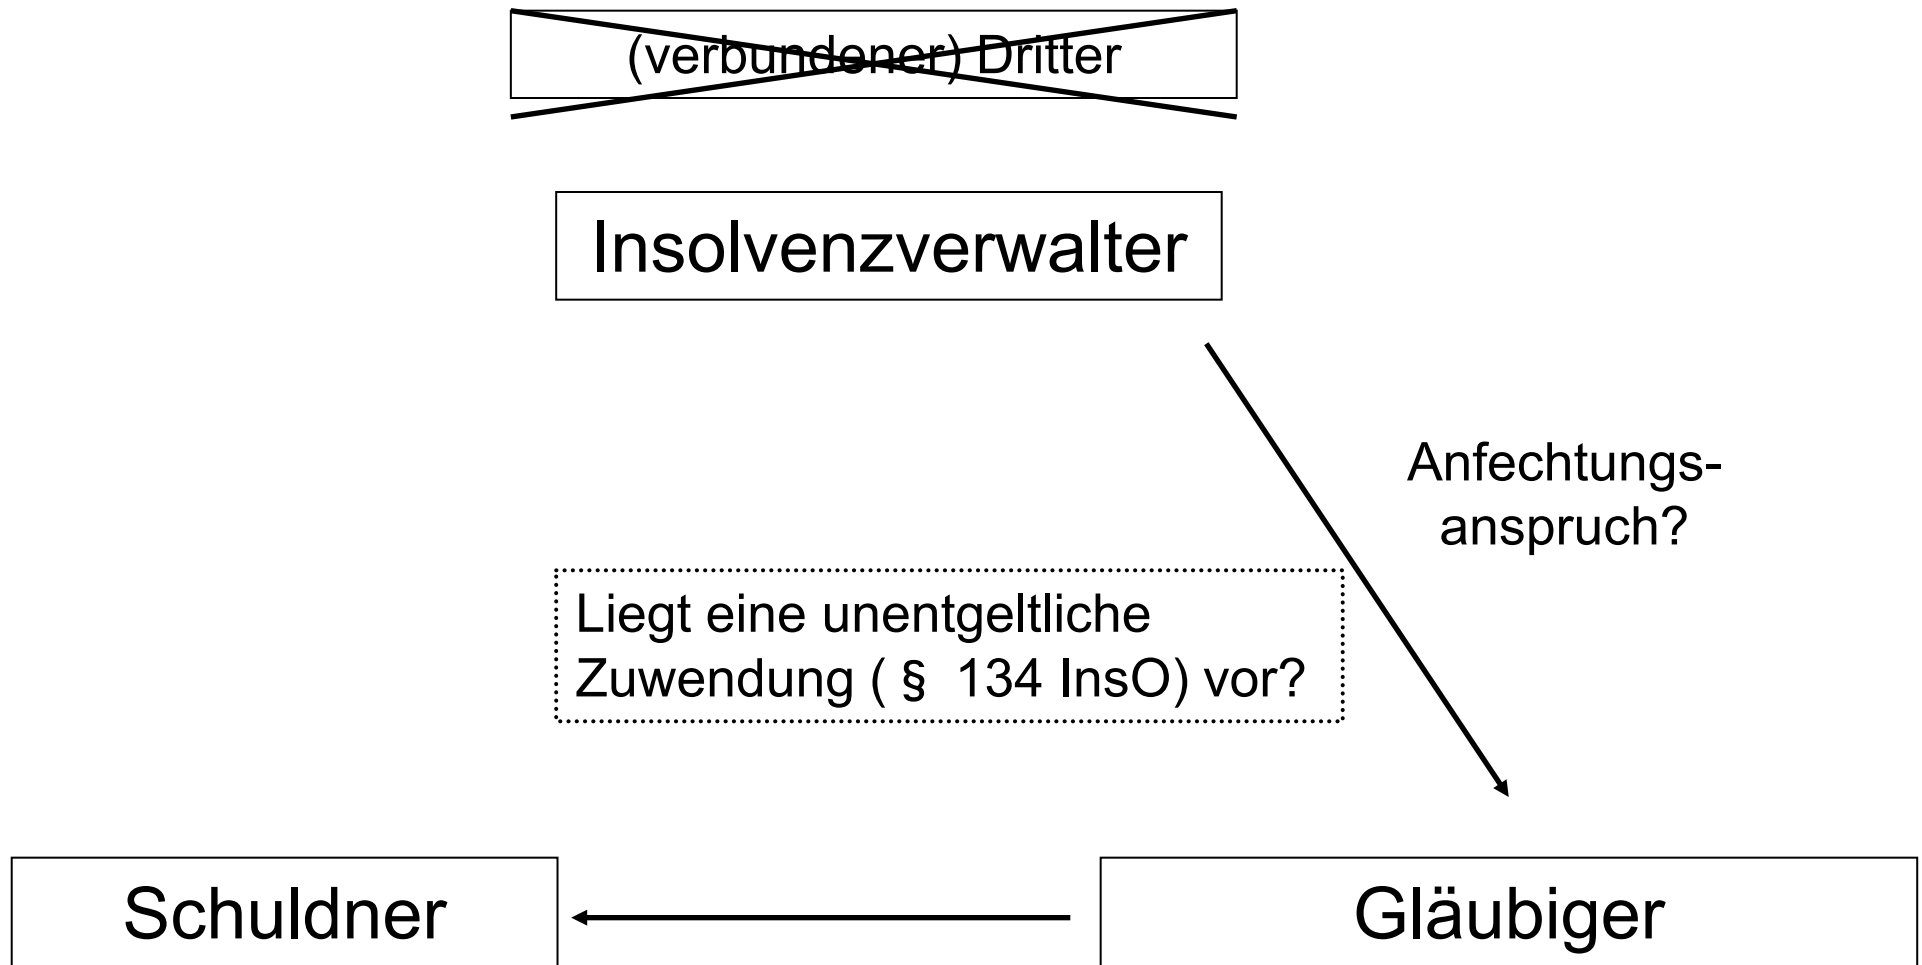 (verbundener) Dritter
Insolvenzverwalter
Anfechtungs-
anspruch?
Liegt eine unentgeltliche
Zuwendung ( § 134 InsO) vor?
Schuldner
Gläubiger